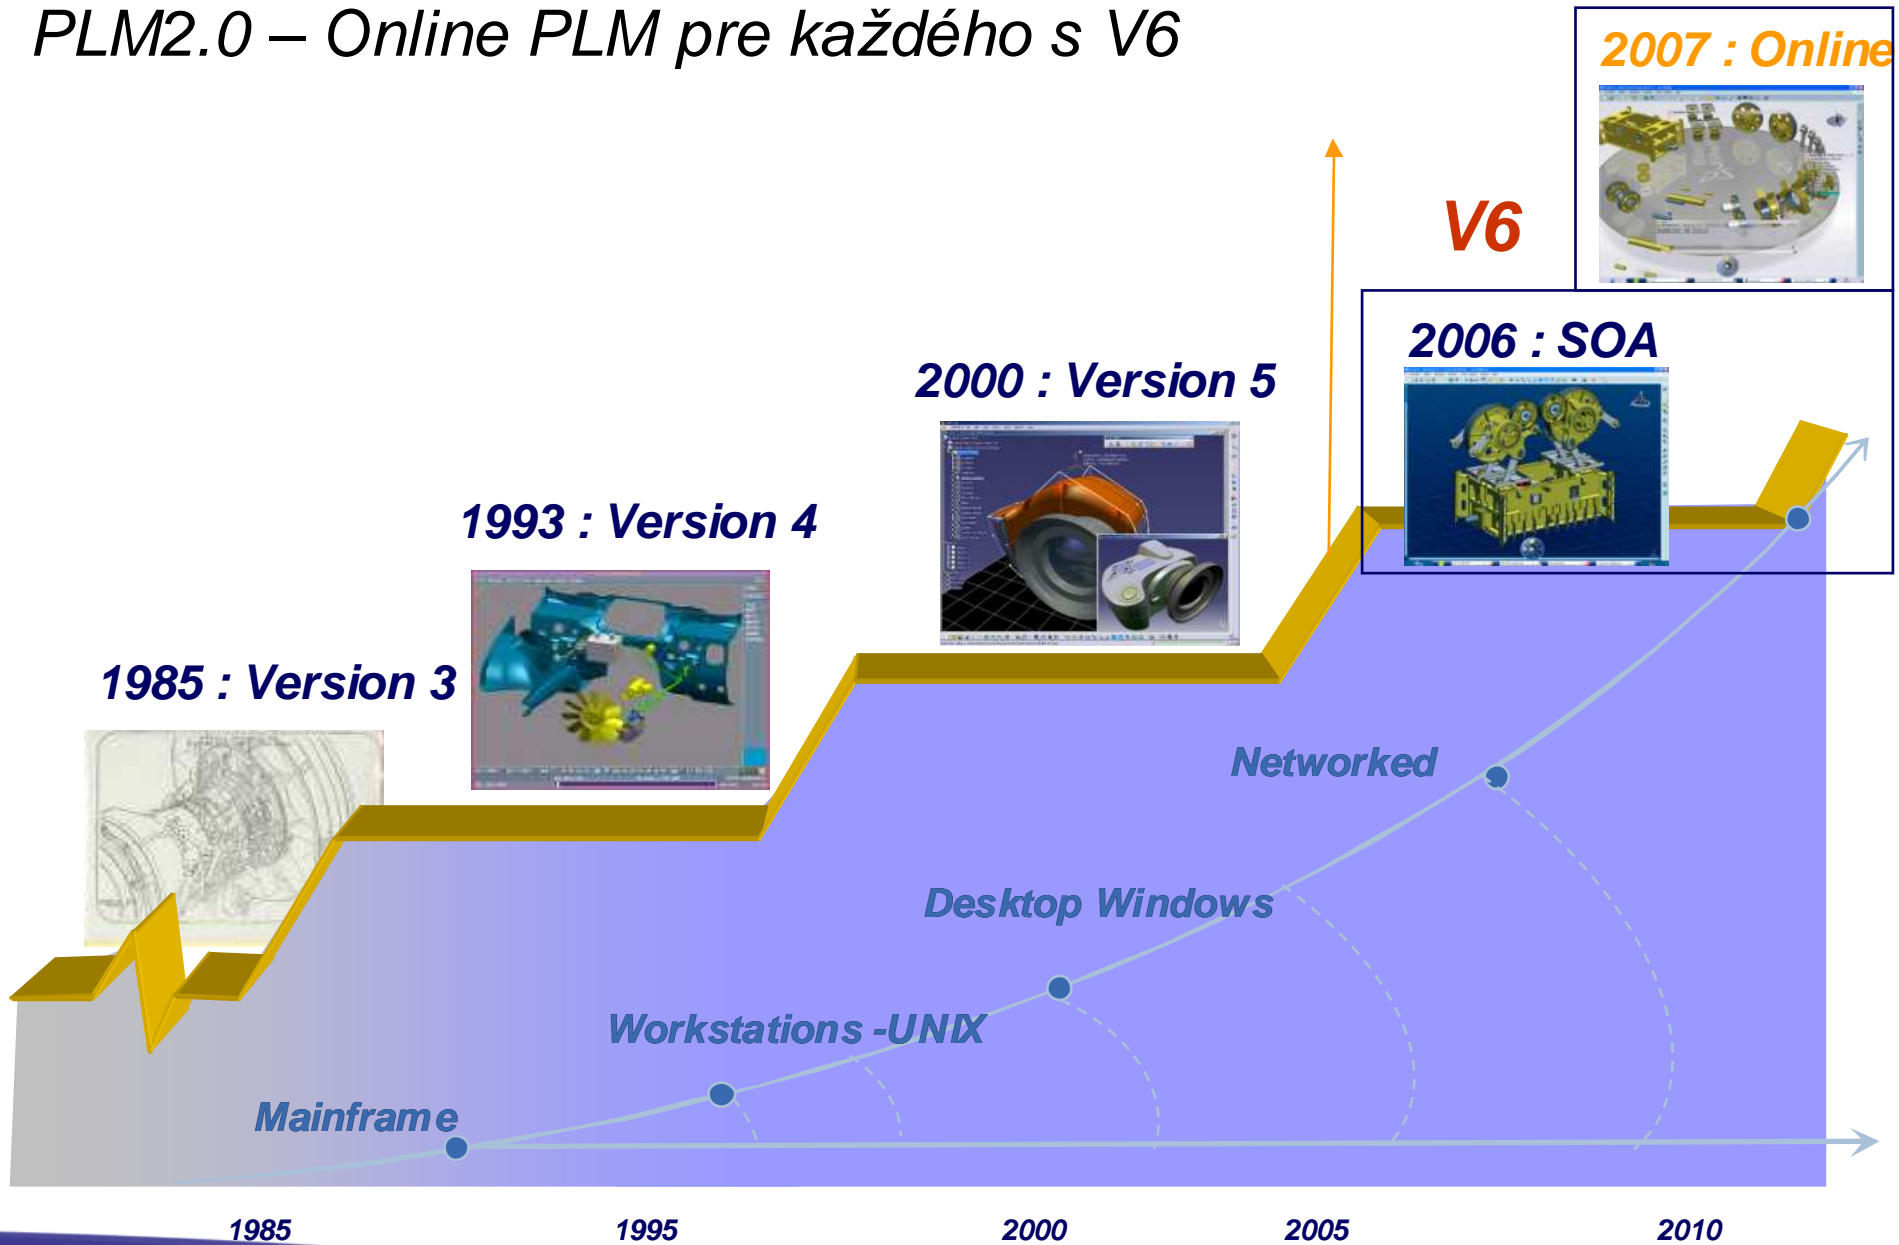 PLM2.0 – Online PLM pre každého s V6
2007 : Online
V6
2006 : SOA
2000 : Version 5
1993 : Version 4
1985 : Version 3
Networked
Desktop Windows
Workstations -UNIX
Mainframe
1985 1995 2000 2005 2010